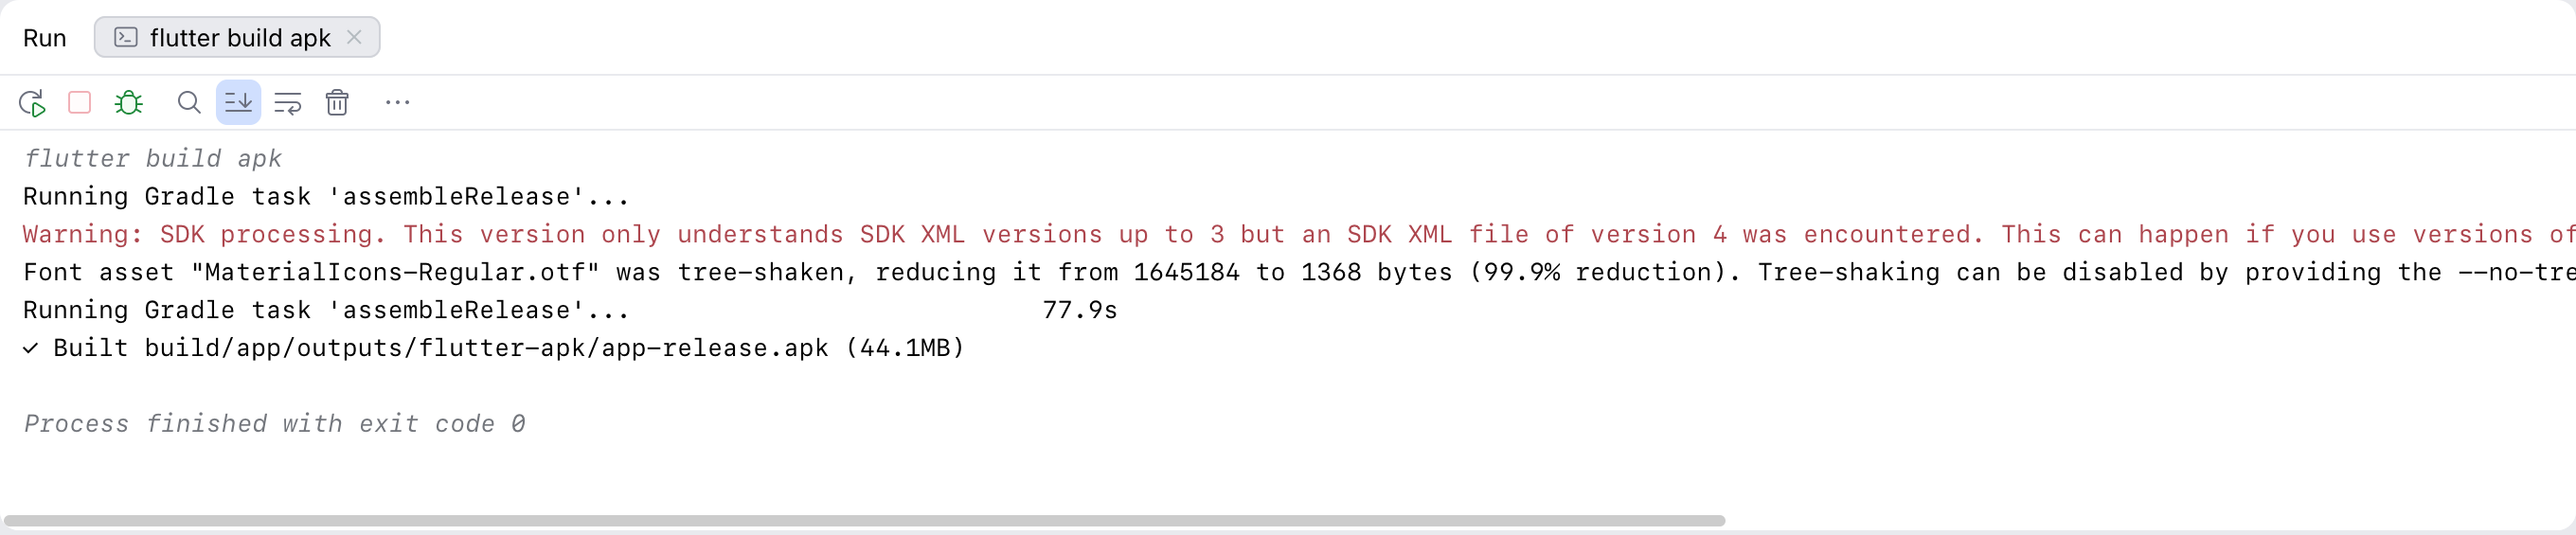 Run flutter build apk
flutter build apk
Running Gradle task 'assembleRelease'...
Warning: SDK processing. This version only understands SDK XML versions up to 3 but an SDK XML file of version 4 was encountered. This can happen if you use versions of
Font asset "MaterialIcons-Regular.otf" was tree-shaken, reducing it from 1645184 to 1368 bytes (99.9% reduction). Tree-shaking can be disabled by providing the --no-tre
Running Gradle task 'assembleRelease'... 77.9s
✓ Built build/app/outputs/flutter-apk/app-release.apk (44.1MB)
Process finished with exit code 0